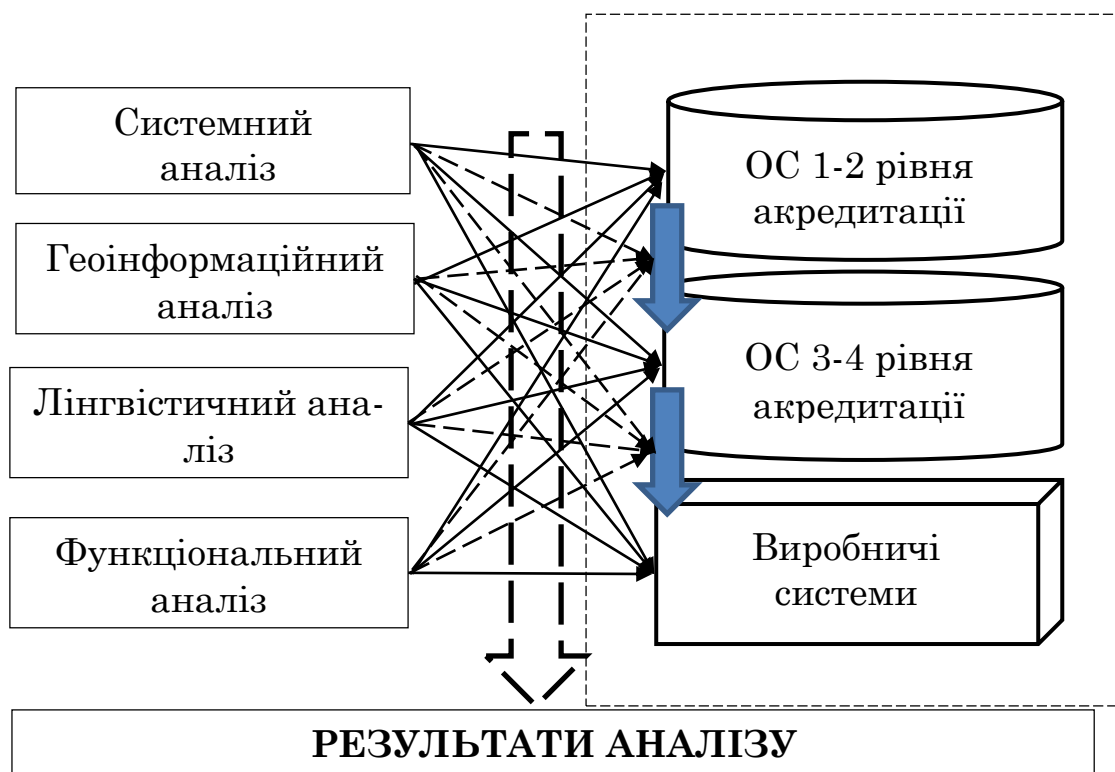 Системний
аналіз
Геоінформаційний
аналіз
Лінгвістичний ана-
ліз
Функціональний
аналіз
ОС 1-2 рівня
акредитації
ОС 3-4 рівня
акредитації
Виробничі
системи
РЕЗУЛЬТАТИ АНАЛІЗУ